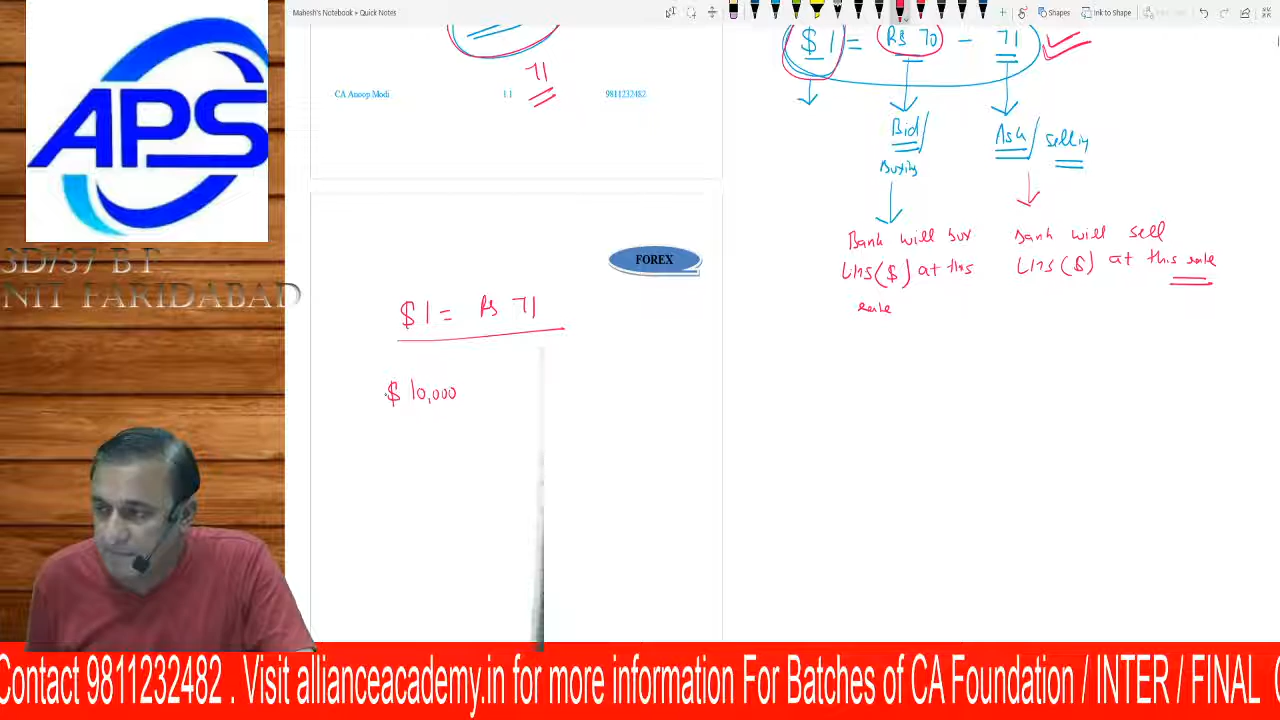 Mahesh's Notebook » Quick Notes
Shapes
Ink to Shape
71
CA Anoop Modi
11
9811232482
$ 1 = Rs 70 - 71
Bid/
Buying
Ask/ selling
Bank will buy
LHS($) at this
rate
Bank will sell
LHS($) at this rate
FOREX
$ 1 = Rs 71
$ 10,000
APS
3D/37 B.P.
NIT FARIDABAD
Contact 9811232482 . Visit allianceacademy.in for more information For Batches of CA Foundation / INTER / FINAL